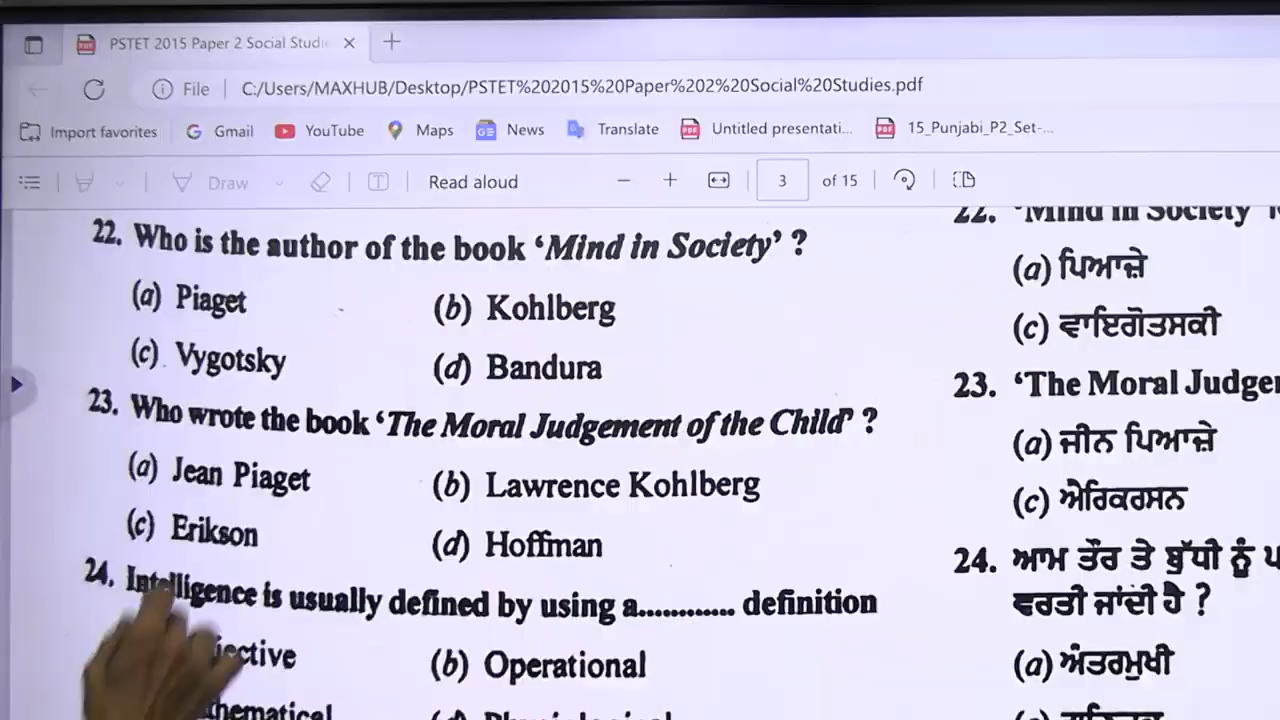 PSTET 2015 Paper 2 Social Studi
File C:/Users/MAXHUB/Desktop/PSTET%202015%20Paper%202%20Social%20Studies.pdf
Import favorites Gmail YouTube Maps News Translate Untitled presentati... 15_Punjabi_P2_Set-...
Draw Read aloud 3 of 15
22. Who is the author of the book ‘Mind in Society’ ?
(a) Piaget (b) Kohlberg
(c) Vygotsky (d) Bandura
23. Who wrote the book ‘The Moral Judgement of the Child’ ?
(a) Jean Piaget (b) Lawrence Kohlberg
(c) Erikson (d) Hoffman
24. Intelligence is usually defined by using a............ definition
(b) Operational
22. ‘Mind in Society’
(a) ਪਿਆਜ਼ੇ
(c) ਵਾਇਗੋਤਸਕੀ
23. ‘The Moral Judge
(a) ਜੀਨ ਪਿਆਜ਼ੇ
(c) ਐਰਿਕਰਸਨ
24. ਆਮ ਤੌਰ ਤੇ ਬੁੱਧੀ ਨੂੰ
ਵਰਤੀ ਜਾਂਦੀ ਹੈ ?
(a) ਅੰਤਰਮੁਖੀ